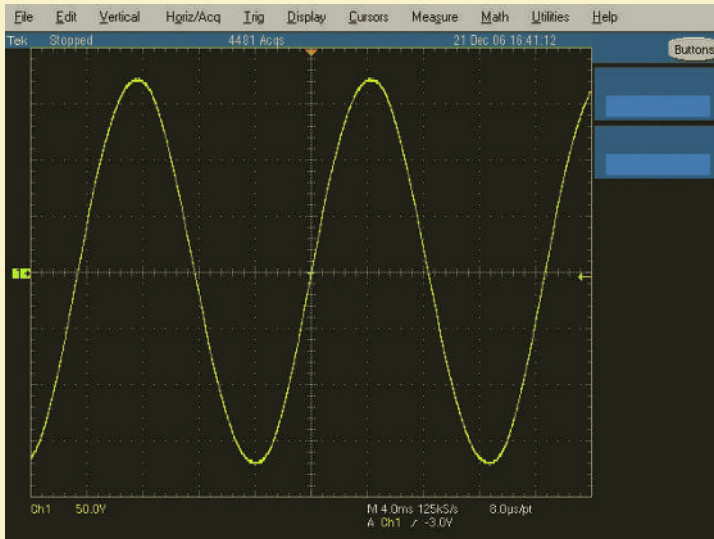 File Edit Vertical Horiz/Acq Trig Display Cursors Measure Math Utilities Help
Tek Stopped 4481 Acqs 21 Dec 06 16:41:12
Buttons
1
Ch1 50.0V M 4.0ms 125kS/s 8.0µs/pt
A Ch1 / -3.0V